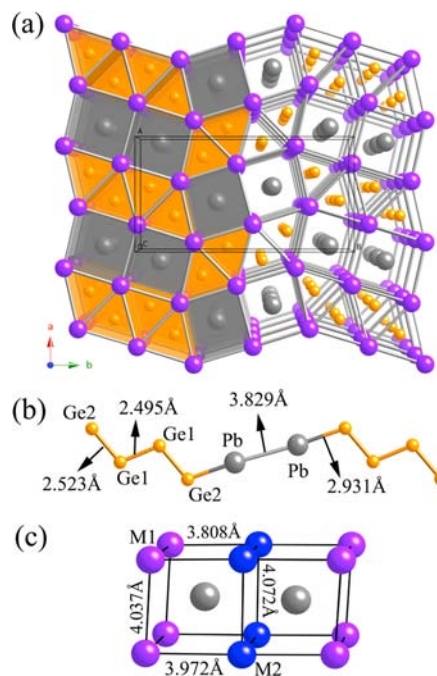 (a)
A
C
B
a
b
(b)
3.829Å
2.495Å
Ge2
Ge1
Pb
Pb
2.523Å
Ge1
Ge2
2.931Å
(c)
M1
3.808Å
4.037Å
4.072Å
3.972Å
M2